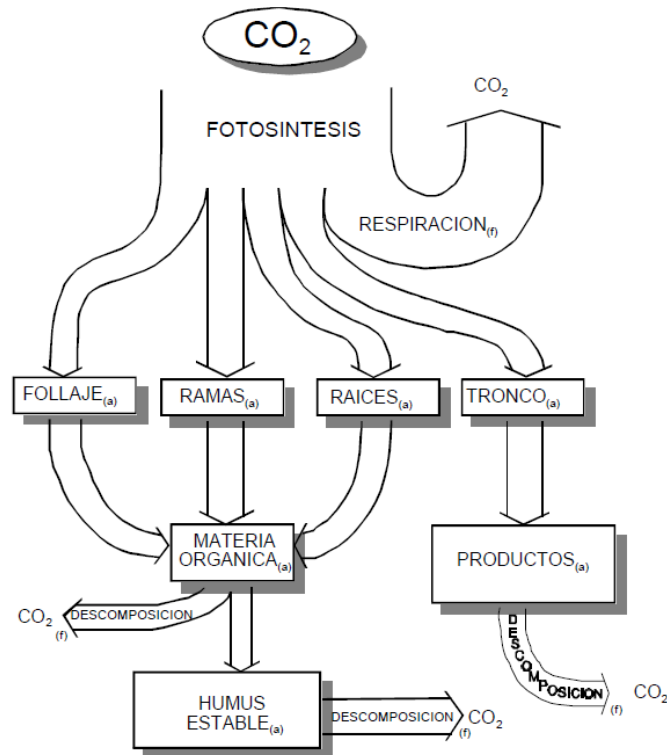 CO2
CO2
FOTOSINTESIS
RESPIRACION(f)
FOLLAJE(a)
RAMAS(a)
RAICES(a)
TRONCO(a)
MATERIA
ORGANICA(a)
PRODUCTOS(a)
CO2 (f)
DESCOMPOSICION
DESCOMPOSICION (f)
CO2
HUMUS
ESTABLE(a)
DESCOMPOSICION (f)
CO2